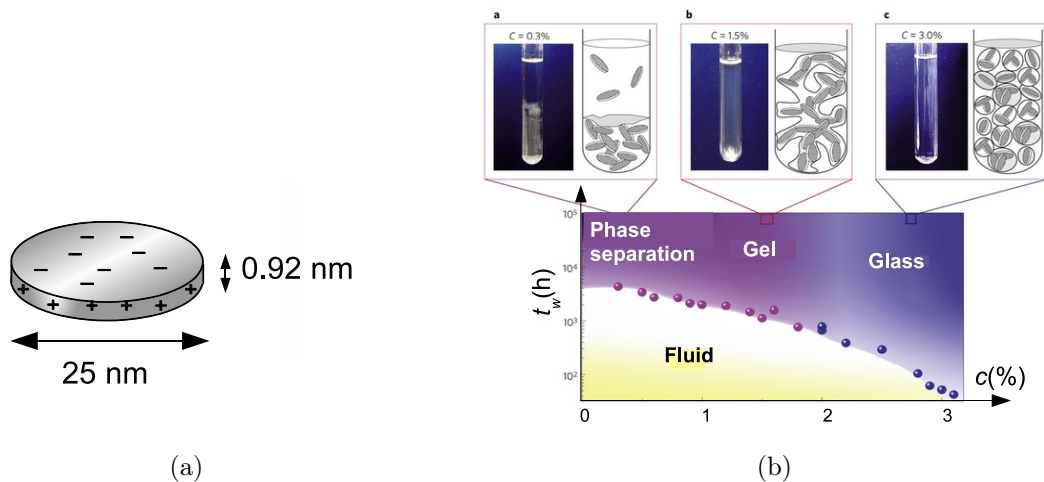 a
b
c
C = 0.3%
C = 1.5%
C = 3.0%
− −
− −
− − −
−
+ + + + + +
0.92 nm
25 nm
t_w(h)
10⁵
10⁴
10³
10²
Phase
separation
Gel
Glass
Fluid
c(%)
0 1 2 3
(a)
(b)